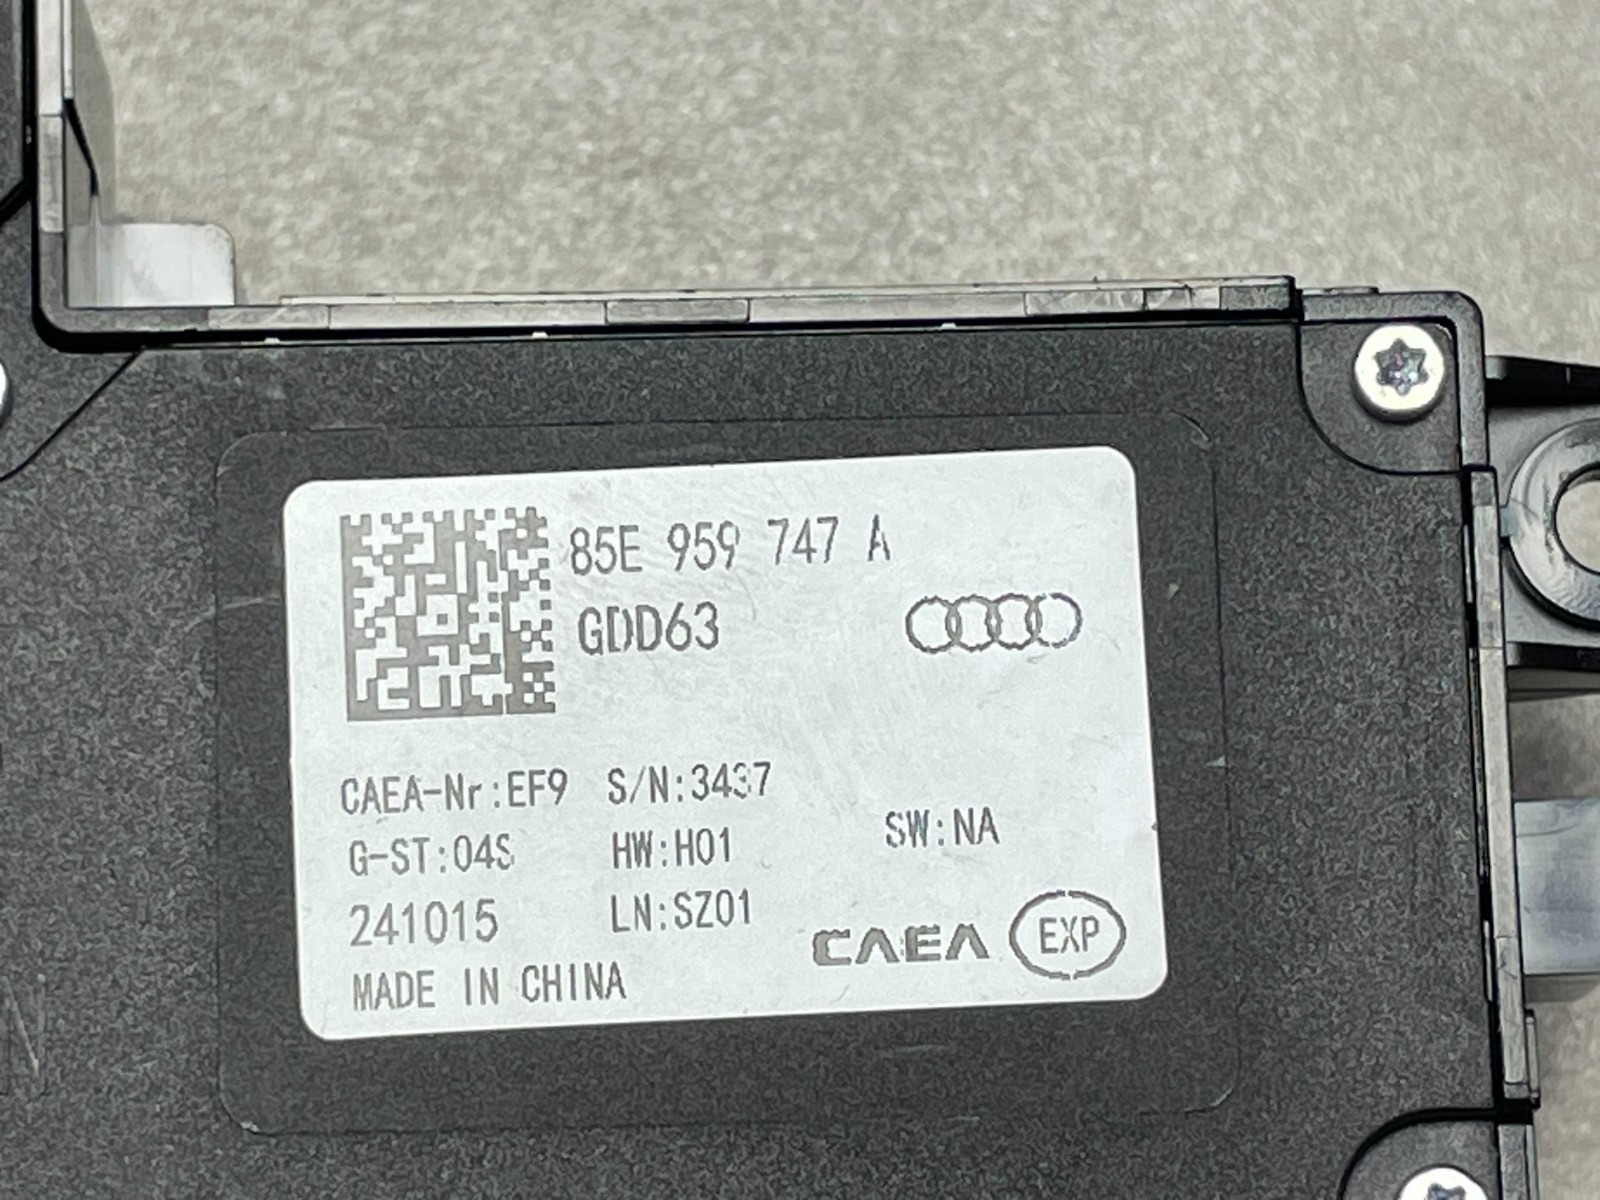 85E 959 747 A
GDD63
CAEA-Nr:EF9 S/N:3437
G-ST:04S HW:H01 SW:NA
241015 LN:SZ01
CAEA EXP
MADE IN CHINA